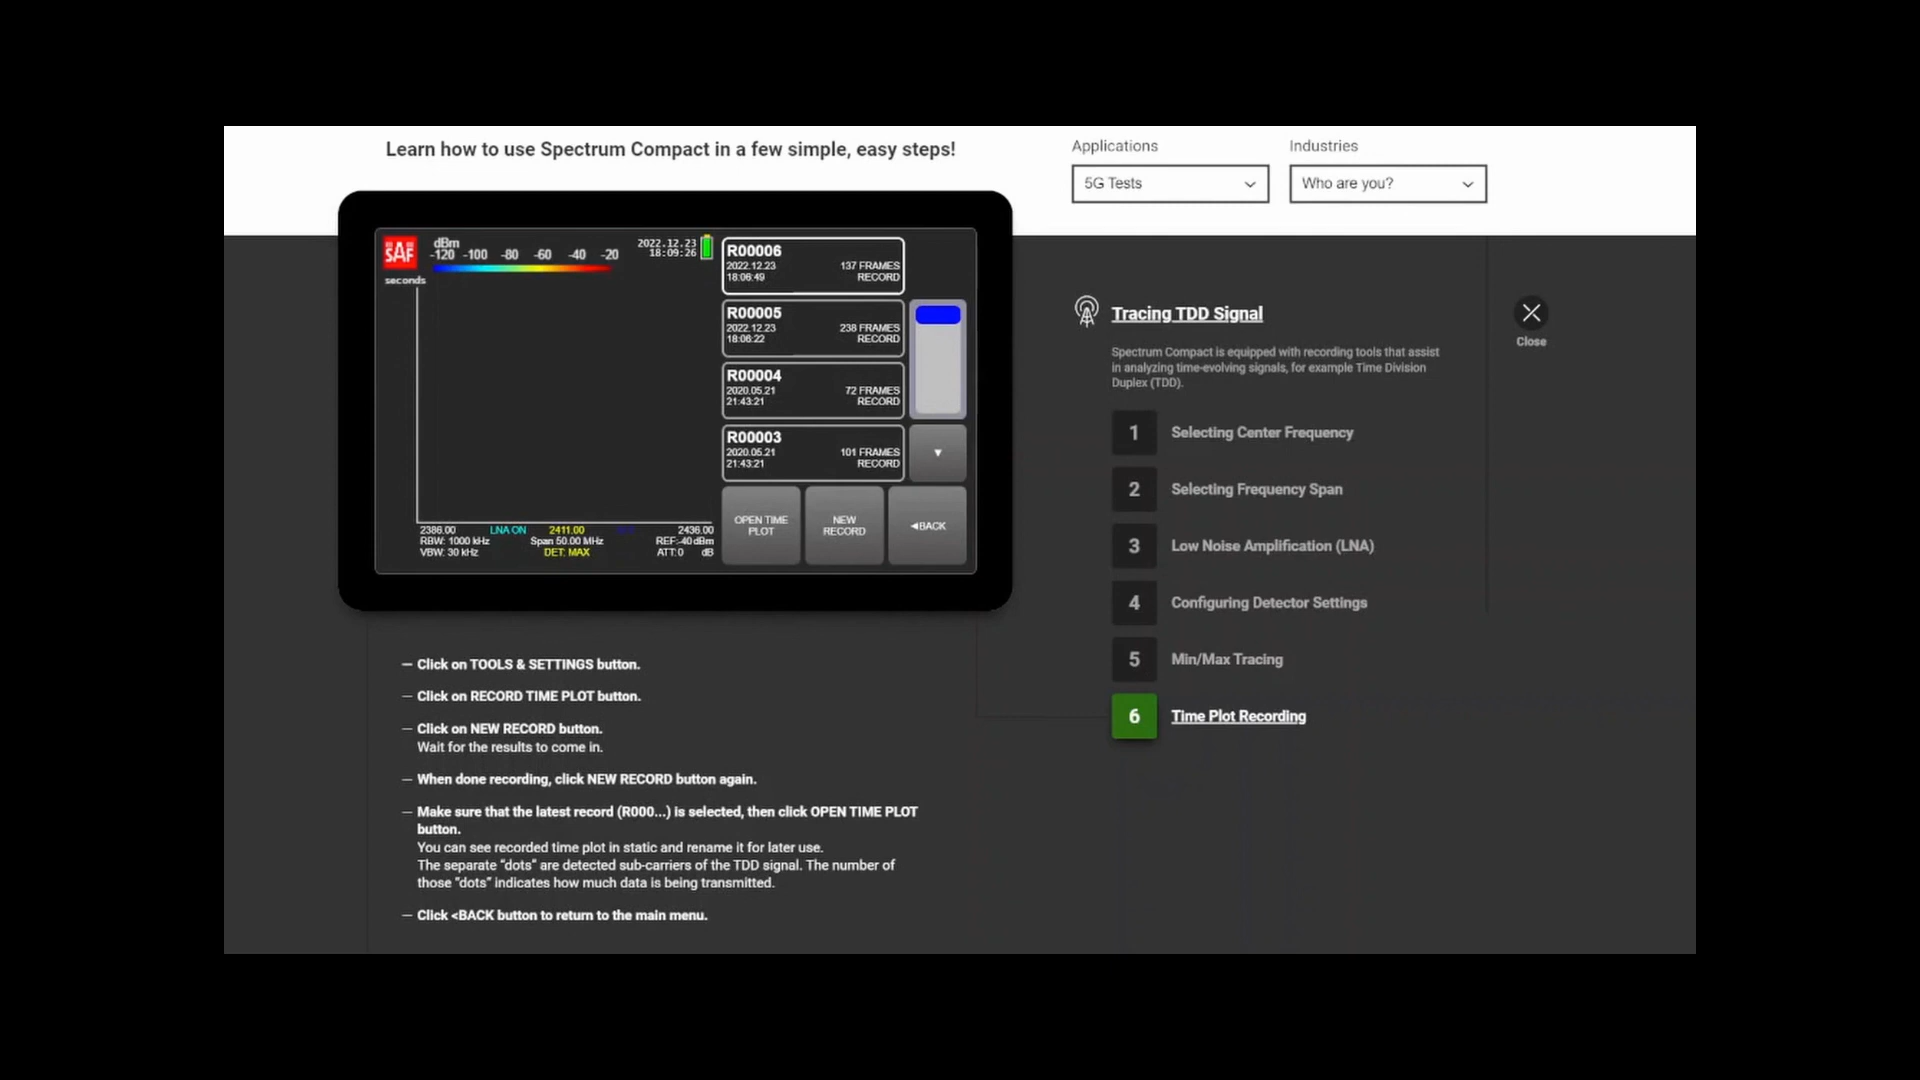 Learn how to use Spectrum Compact in a few simple, easy steps!
Applications
Industries
5G Tests
Who are you?
SAF
dBm
-120 -100 -80 -60 -40 -20
2022.12.23
18:09:26
seconds
2386.00 LNA ON 2411.00 2436.00
RBW: 1000 kHz Span 50.00 MHz REF:-40 dBm
VBW: 30 kHz DET: MAX ATT:0 dB
R00006
2022.12.23 137 FRAMES
18:06:49 RECORD
R00005
2022.12.23 238 FRAMES
18:06:22 RECORD
R00004
2020.05.21 72 FRAMES
21:43:21 RECORD
R00003
2020.05.21 101 FRAMES
21:43:21 RECORD
OPEN TIME
PLOT
NEW
RECORD
◀BACK
Tracing TDD Signal
Close
Spectrum Compact is equipped with recording tools that assist
in analyzing time-evolving signals, for example Time Division
Duplex (TDD).
1 Selecting Center Frequency
2 Selecting Frequency Span
3 Low Noise Amplification (LNA)
4 Configuring Detector Settings
5 Min/Max Tracing
6 Time Plot Recording
— Click on TOOLS & SETTINGS button.
— Click on RECORD TIME PLOT button.
— Click on NEW RECORD button.
Wait for the results to come in.
— When done recording, click NEW RECORD button again.
— Make sure that the latest record (R000...) is selected, then click OPEN TIME PLOT
button.
You can see recorded time plot in static and rename it for later use.
The separate “dots” are detected sub-carriers of the TDD signal. The number of
those “dots” indicates how much data is being transmitted.
— Click <BACK button to return to the main menu.